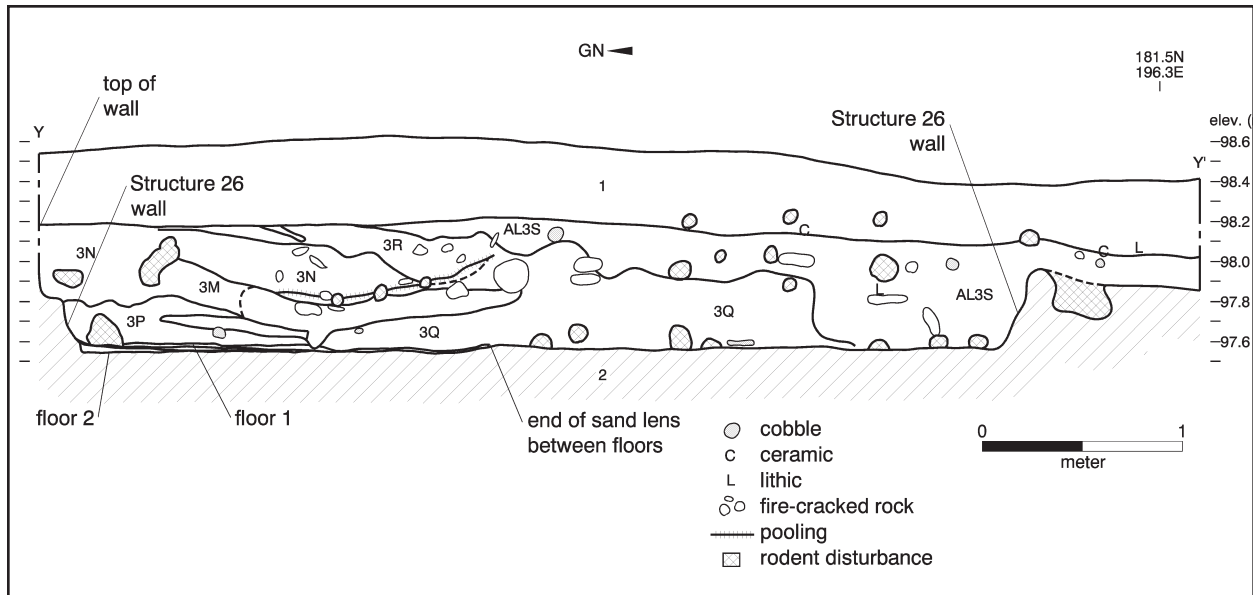 GN
181.5N
196.3E
top of
wall
Structure 26
wall
elev. (
Y
Y'
98.6
98.4
98.2
98.0
97.8
97.6
Structure 26
wall
1
3R
AL3S
C
3N
3N
C
L
3M
L
AL3S
3P
3Q
3Q
2
floor 2
floor 1
end of sand lens
between floors
cobble
C ceramic
L lithic
fire-cracked rock
pooling
rodent disturbance
0 1
meter